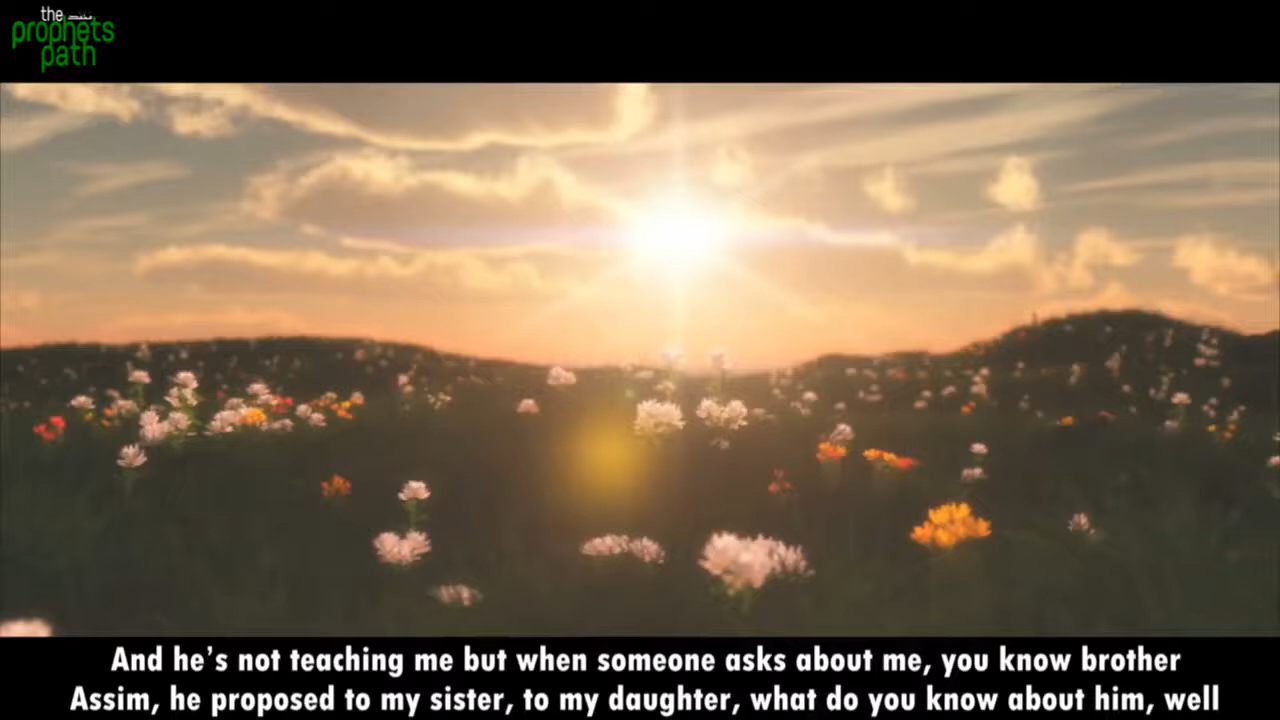 the
prophets
path
And he's not teaching me but when someone asks about me, you know brother
Assim, he proposed to my sister, to my daughter, what do you know about him, well